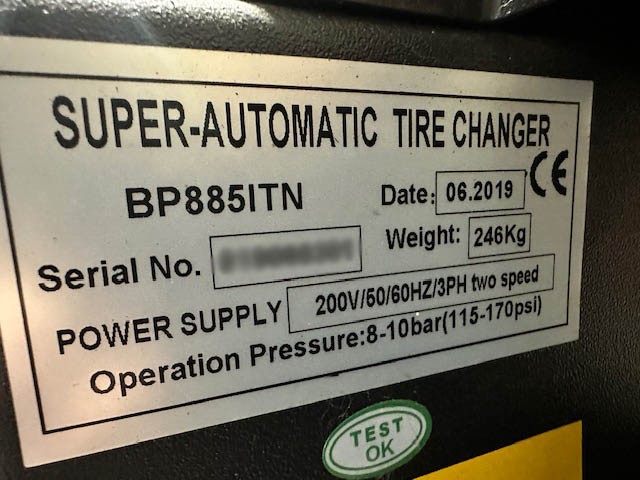 SUPER-AUTOMATIC TIRE CHANGER
BP885ITN Date: 06.2019 CE
Serial No. Weight: 246Kg
POWER SUPPLY 200V/50/60HZ/3PH two speed
Operation Pressure:8-10bar(115-170psi)
TEST
OK